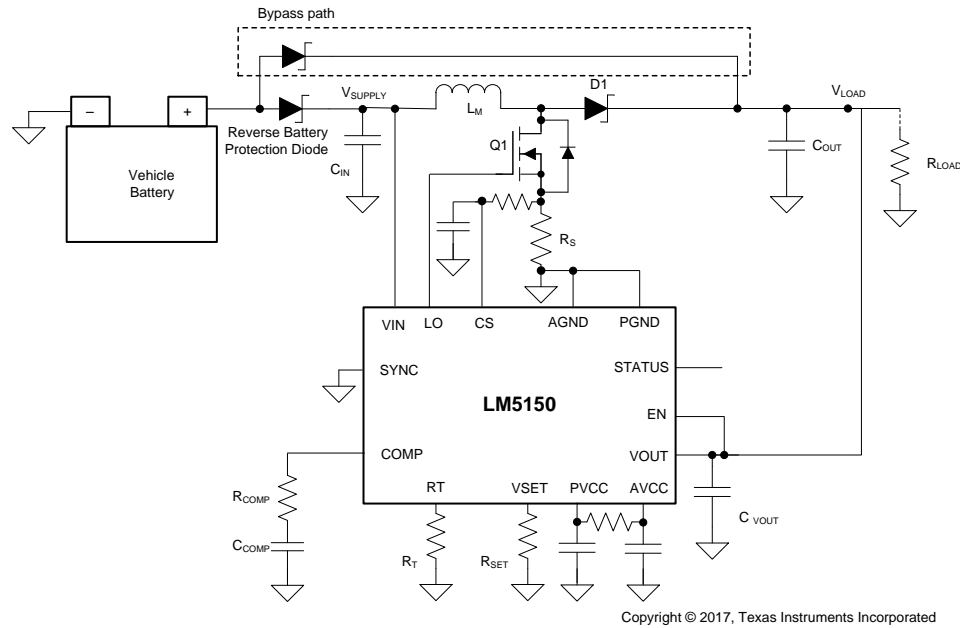 Bypass path
D1
VSUPPLY
LM
VLOAD
− +
Reverse Battery
Protection Diode
Q1
CIN
COUT
RLOAD
Vehicle
Battery
RS
VIN LO CS AGND PGND
SYNC
STATUS
LM5150
EN
COMP
VOUT
RT VSET PVCC AVCC
RCOMP
CCOMP
RT
RSET
C VOUT
Copyright © 2017, Texas Instruments Incorporated